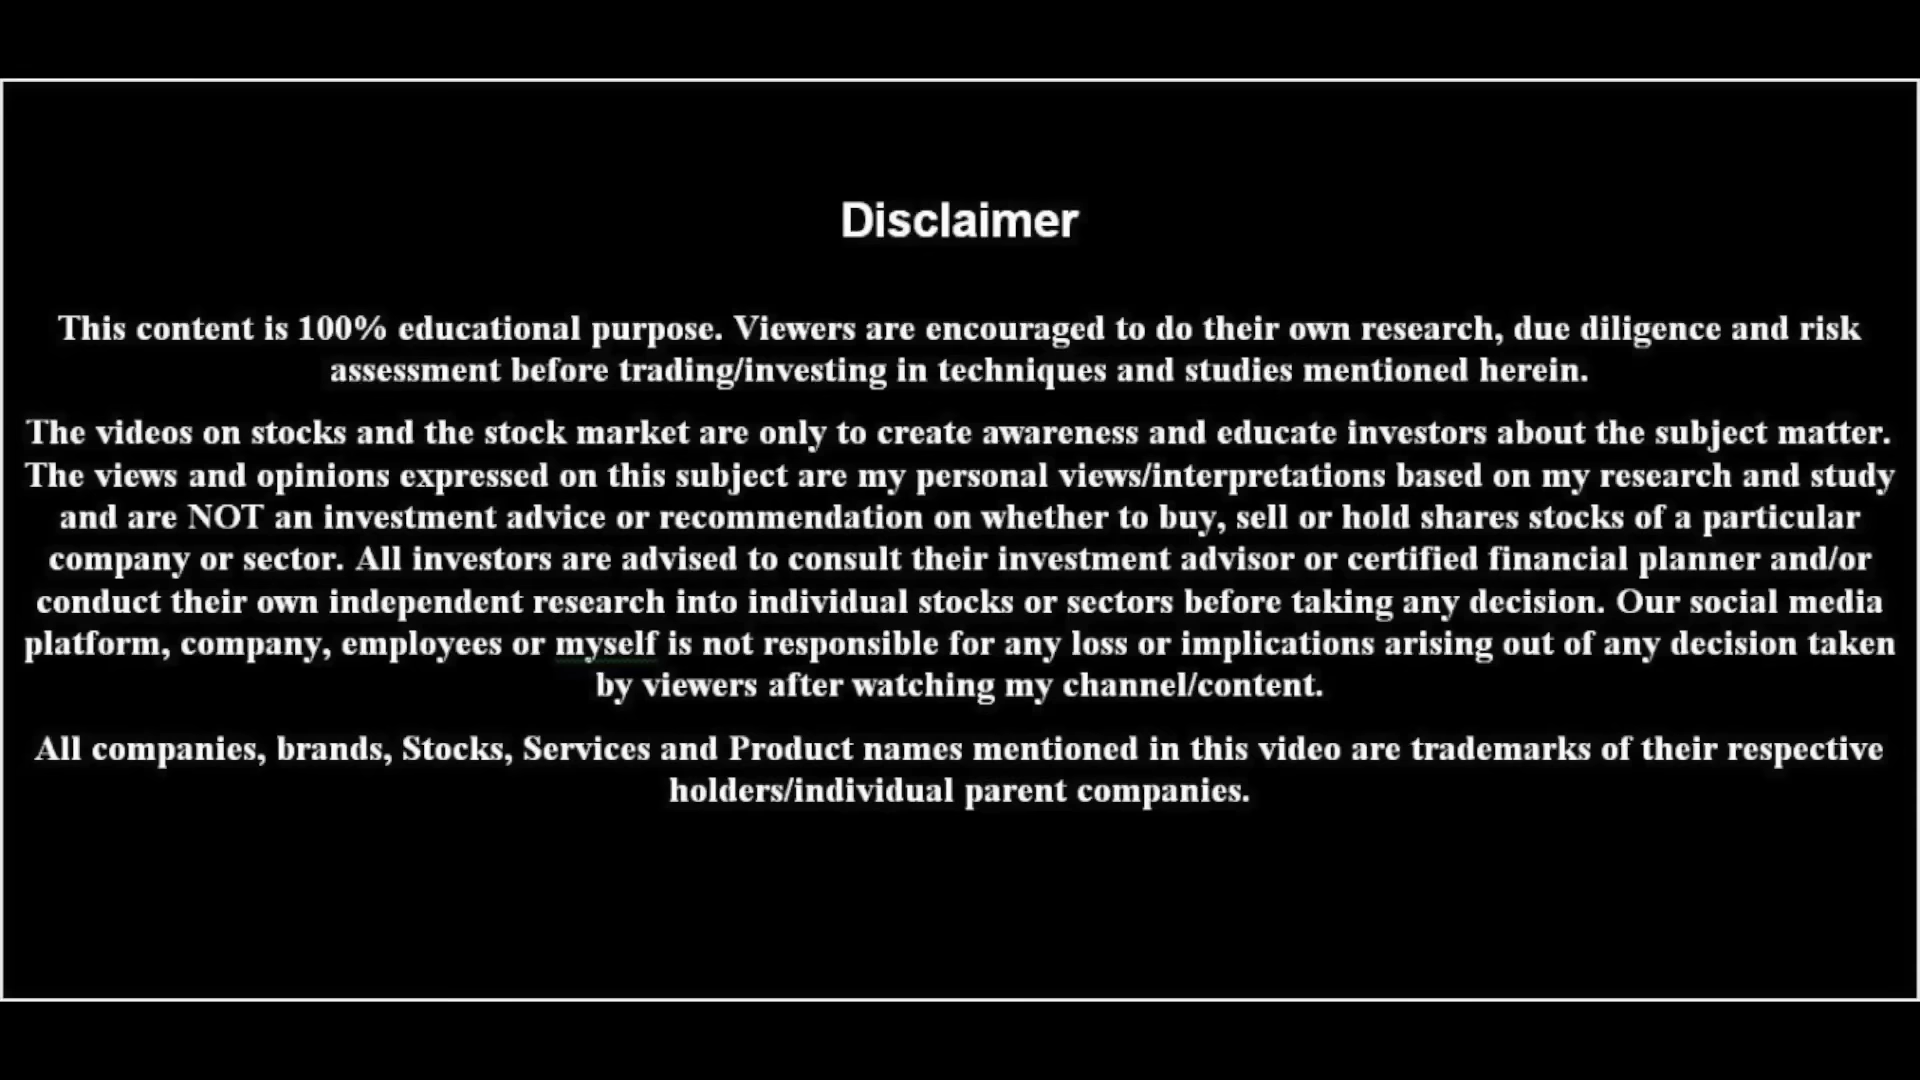 Disclaimer
This content is 100% educational purpose. Viewers are encouraged to do their own research, due diligence and risk
assessment before trading/investing in techniques and studies mentioned herein.
The videos on stocks and the stock market are only to create awareness and educate investors about the subject matter.
The views and opinions expressed on this subject are my personal views/interpretations based on my research and study
and are NOT an investment advice or recommendation on whether to buy, sell or hold shares stocks of a particular
company or sector. All investors are advised to consult their investment advisor or certified financial planner and/or
conduct their own independent research into individual stocks or sectors before taking any decision. Our social media
platform, company, employees or myself is not responsible for any loss or implications arising out of any decision taken
by viewers after watching my channel/content.
All companies, brands, Stocks, Services and Product names mentioned in this video are trademarks of their respective
holders/individual parent companies.